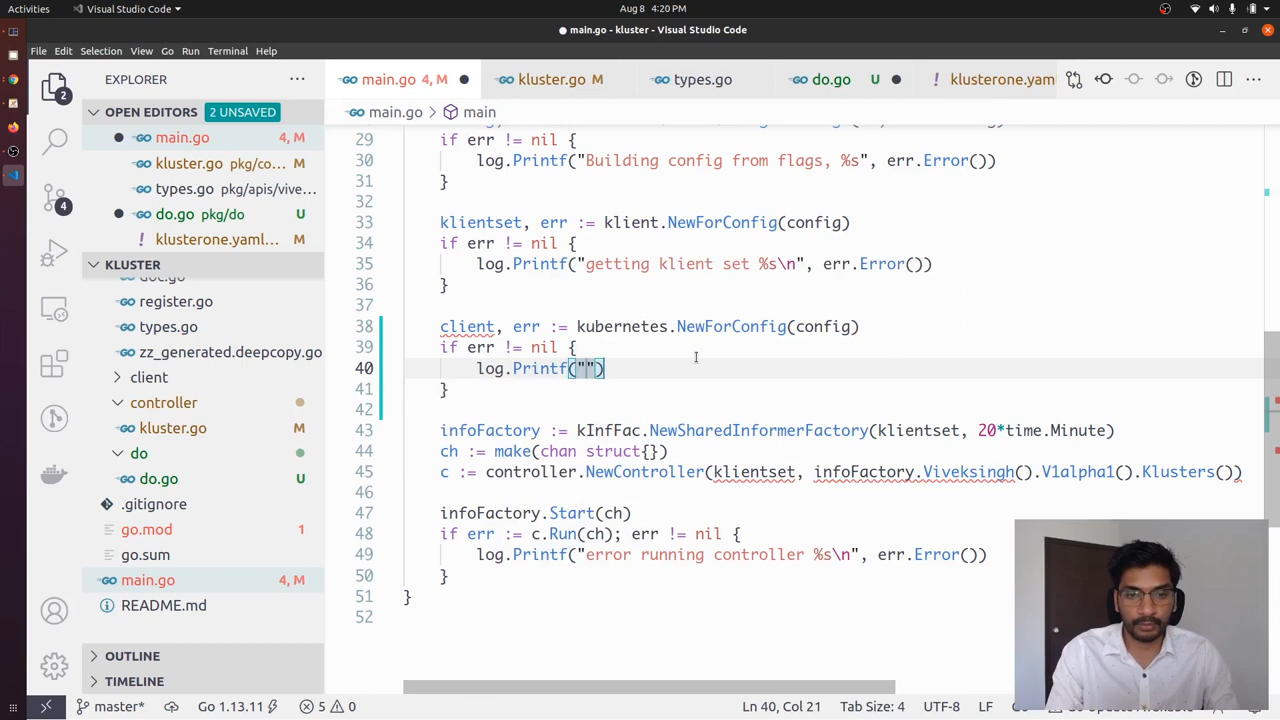 Activities
Visual Studio Code
Aug 8 4:20 PM
main.go - kluster - Visual Studio Code
File Edit Selection View Go Run Terminal Help
EXPLORER
main.go 4, M
kluster.go M
types.go
do.go U
klusterone.yaml
OPEN EDITORS 2 UNSAVED
main.go > main
main.go 4, M
kluster.go pkg/co... M
types.go pkg/apis/vive...
do.go pkg/do U
klusterone.yaml... M
KLUSTER
doc.go
register.go
types.go
zz_generated.deepcopy.go
client
controller
kluster.go M
do
do.go U
.gitignore
go.mod 1
go.sum
main.go 4, M
README.md
OUTLINE
TIMELINE
29 if err != nil {
30 log.Printf("Building config from flags, %s", err.Error())
31 }
32
33 klientset, err := klient.NewForConfig(config)
34 if err != nil {
35 log.Printf("getting klient set %s\n", err.Error())
36 }
37
38 client, err := kubernetes.NewForConfig(config)
39 if err != nil {
40 log.Printf("")
41 }
42
43 infoFactory := kInfFac.NewSharedInformerFactory(klientset, 20*time.Minute)
44 ch := make(chan struct{})
45 c := controller.NewController(klientset, infoFactory.Viveksingh().V1alpha1().Klusters())
46
47 infoFactory.Start(ch)
48 if err := c.Run(ch); err != nil {
49 log.Printf("error running controller %s\n", err.Error())
50 }
51 }
52
2
4
master*
Go 1.13.11
5 0
Ln 40, Col 21
Tab Size: 4
UTF-8
LF